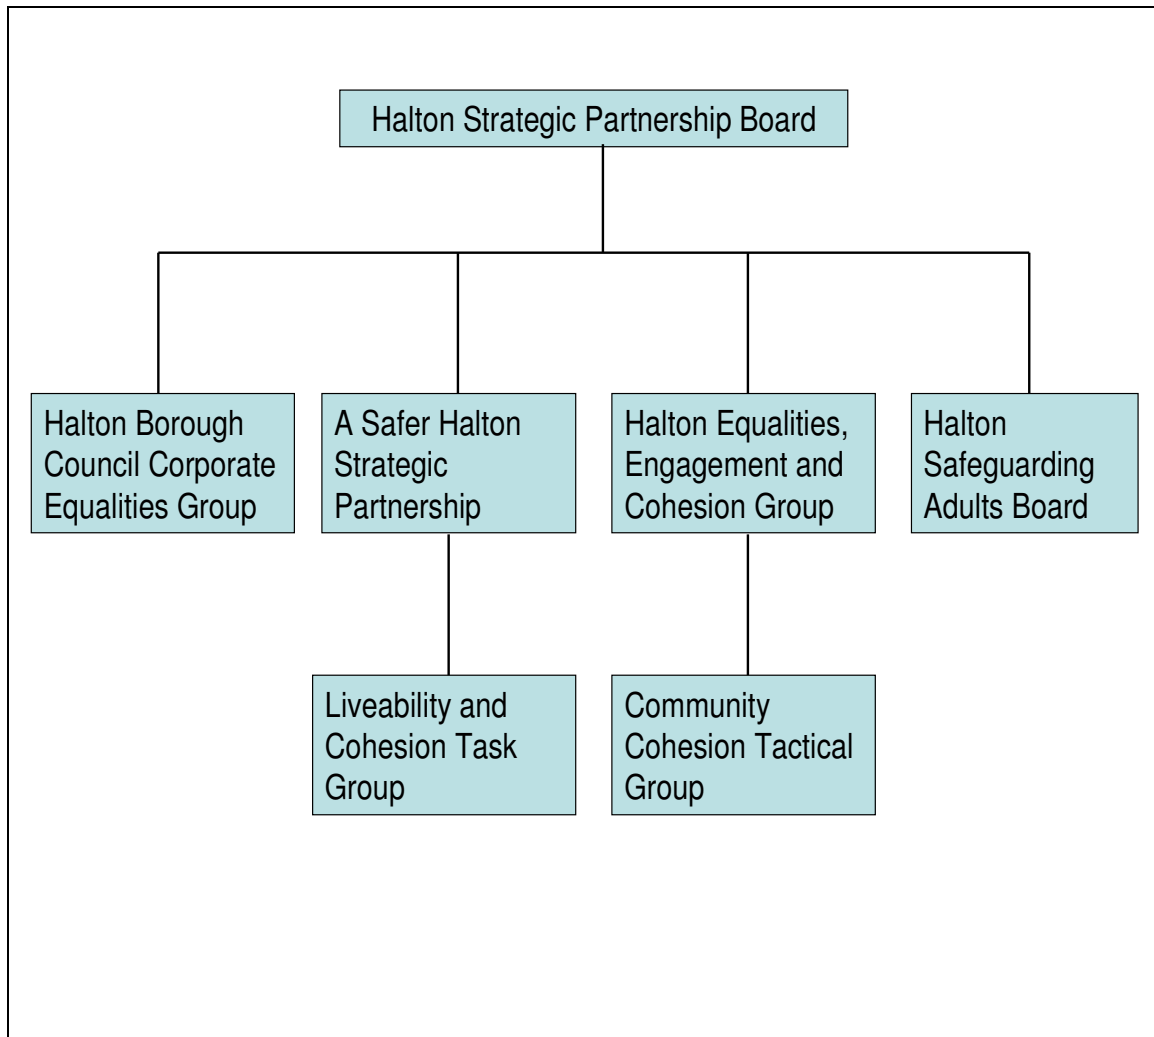 Halton Strategic Partnership Board
Halton Borough
Council Corporate
Equalities Group
A Safer Halton
Strategic
Partnership
Halton Equalities,
Engagement and
Cohesion Group
Halton
Safeguarding
Adults Board
Liveability and
Cohesion Task
Group
Community
Cohesion Tactical
Group